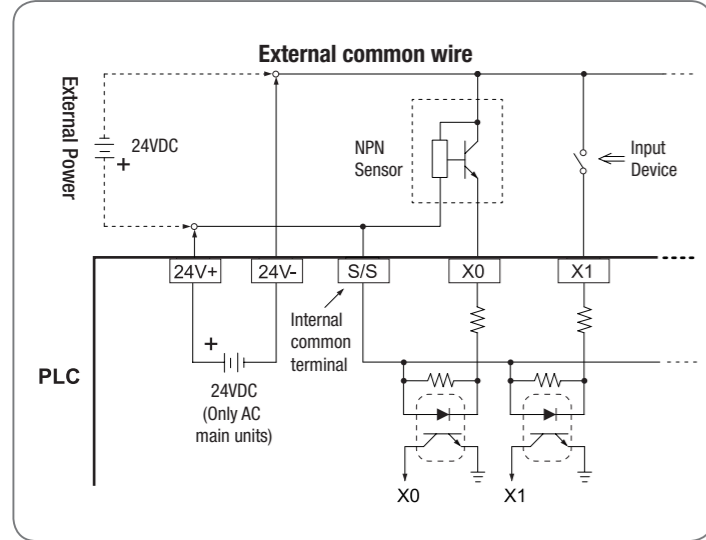 External common wire
External Power
24VDC
+
NPN
Sensor
Input
Device
24V+
24V-
S/S
X0
X1
Internal
common
terminal
+
PLC
24VDC
(Only AC
main units)
X0
X1